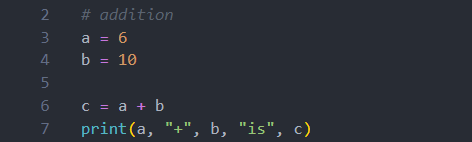 2 # addition
3 a = 6
4 b = 10
5
6 c = a + b
7 print(a, "+", b, "is", c)